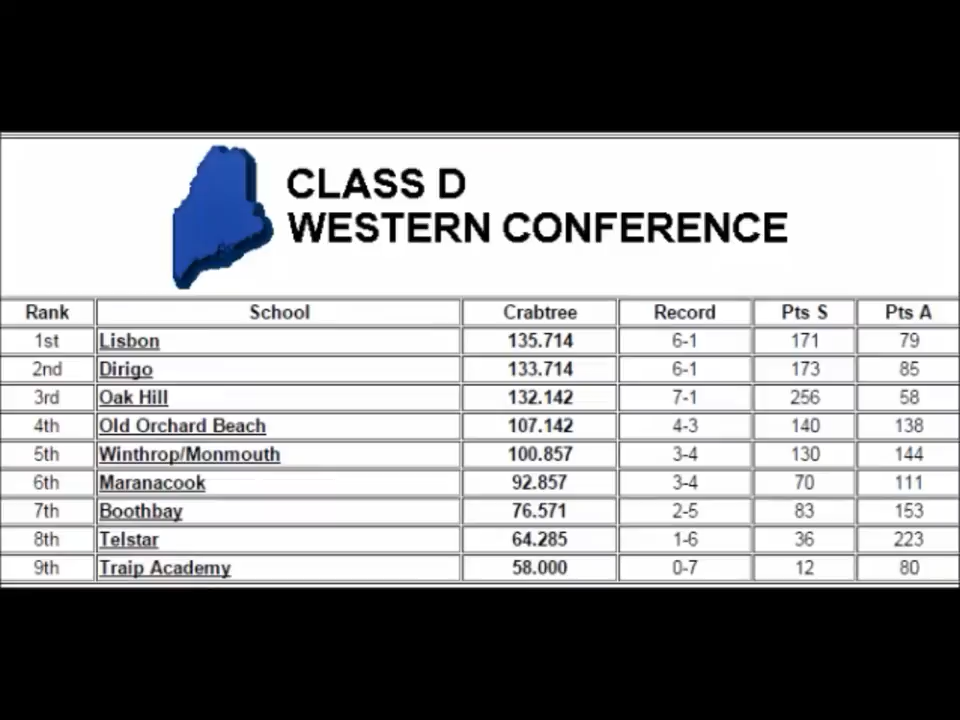 CLASS D
WESTERN CONFERENCE
Rank School Crabtree Record Pts S Pts A
1st Lisbon 135.714 6-1 171 79
2nd Dirigo 133.714 6-1 173 85
3rd Oak Hill 132.142 7-1 256 58
4th Old Orchard Beach 107.142 4-3 140 138
5th Winthrop/Monmouth 100.857 3-4 130 144
6th Maranacook 92.857 3-4 70 111
7th Boothbay 76.571 2-5 83 153
8th Telstar 64.285 1-6 36 223
9th Traip Academy 58.000 0-7 12 80